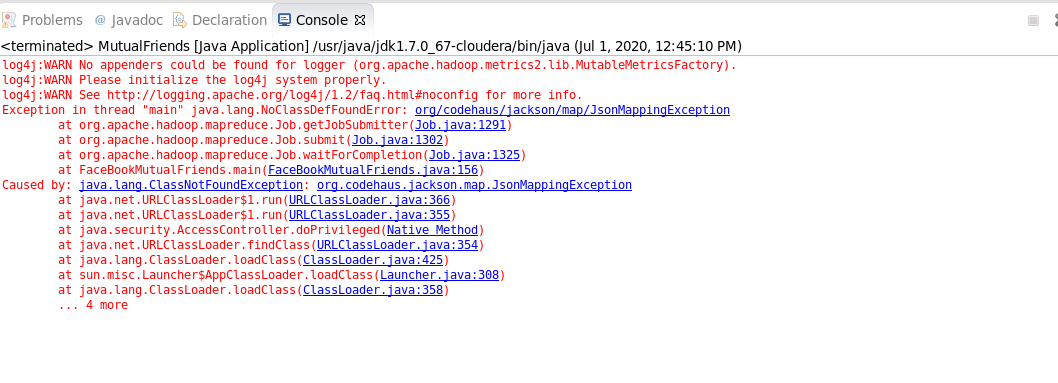 Problems @ Javadoc Declaration Console
<terminated> MutualFriends [Java Application] /usr/java/jdk1.7.0_67-cloudera/bin/java (Jul 1, 2020, 12:45:10 PM)
log4j:WARN No appenders could be found for logger (org.apache.hadoop.metrics2.lib.MutableMetricsFactory).
log4j:WARN Please initialize the log4j system properly.
log4j:WARN See http://logging.apache.org/log4j/1.2/faq.html#noconfig for more info.
Exception in thread "main" java.lang.NoClassDefFoundError: org/codehaus/jackson/map/JsonMappingException
at org.apache.hadoop.mapreduce.Job.getJobSubmitter(Job.java:1291)
at org.apache.hadoop.mapreduce.Job.submit(Job.java:1302)
at org.apache.hadoop.mapreduce.Job.waitForCompletion(Job.java:1325)
at FaceBookMutualFriends.main(FaceBookMutualFriends.java:156)
Caused by: java.lang.ClassNotFoundException: org.codehaus.jackson.map.JsonMappingException
at java.net.URLClassLoader$1.run(URLClassLoader.java:366)
at java.net.URLClassLoader$1.run(URLClassLoader.java:355)
at java.security.AccessController.doPrivileged(Native Method)
at java.net.URLClassLoader.findClass(URLClassLoader.java:354)
at java.lang.ClassLoader.loadClass(ClassLoader.java:425)
at sun.misc.Launcher$AppClassLoader.loadClass(Launcher.java:308)
at java.lang.ClassLoader.loadClass(ClassLoader.java:358)
... 4 more